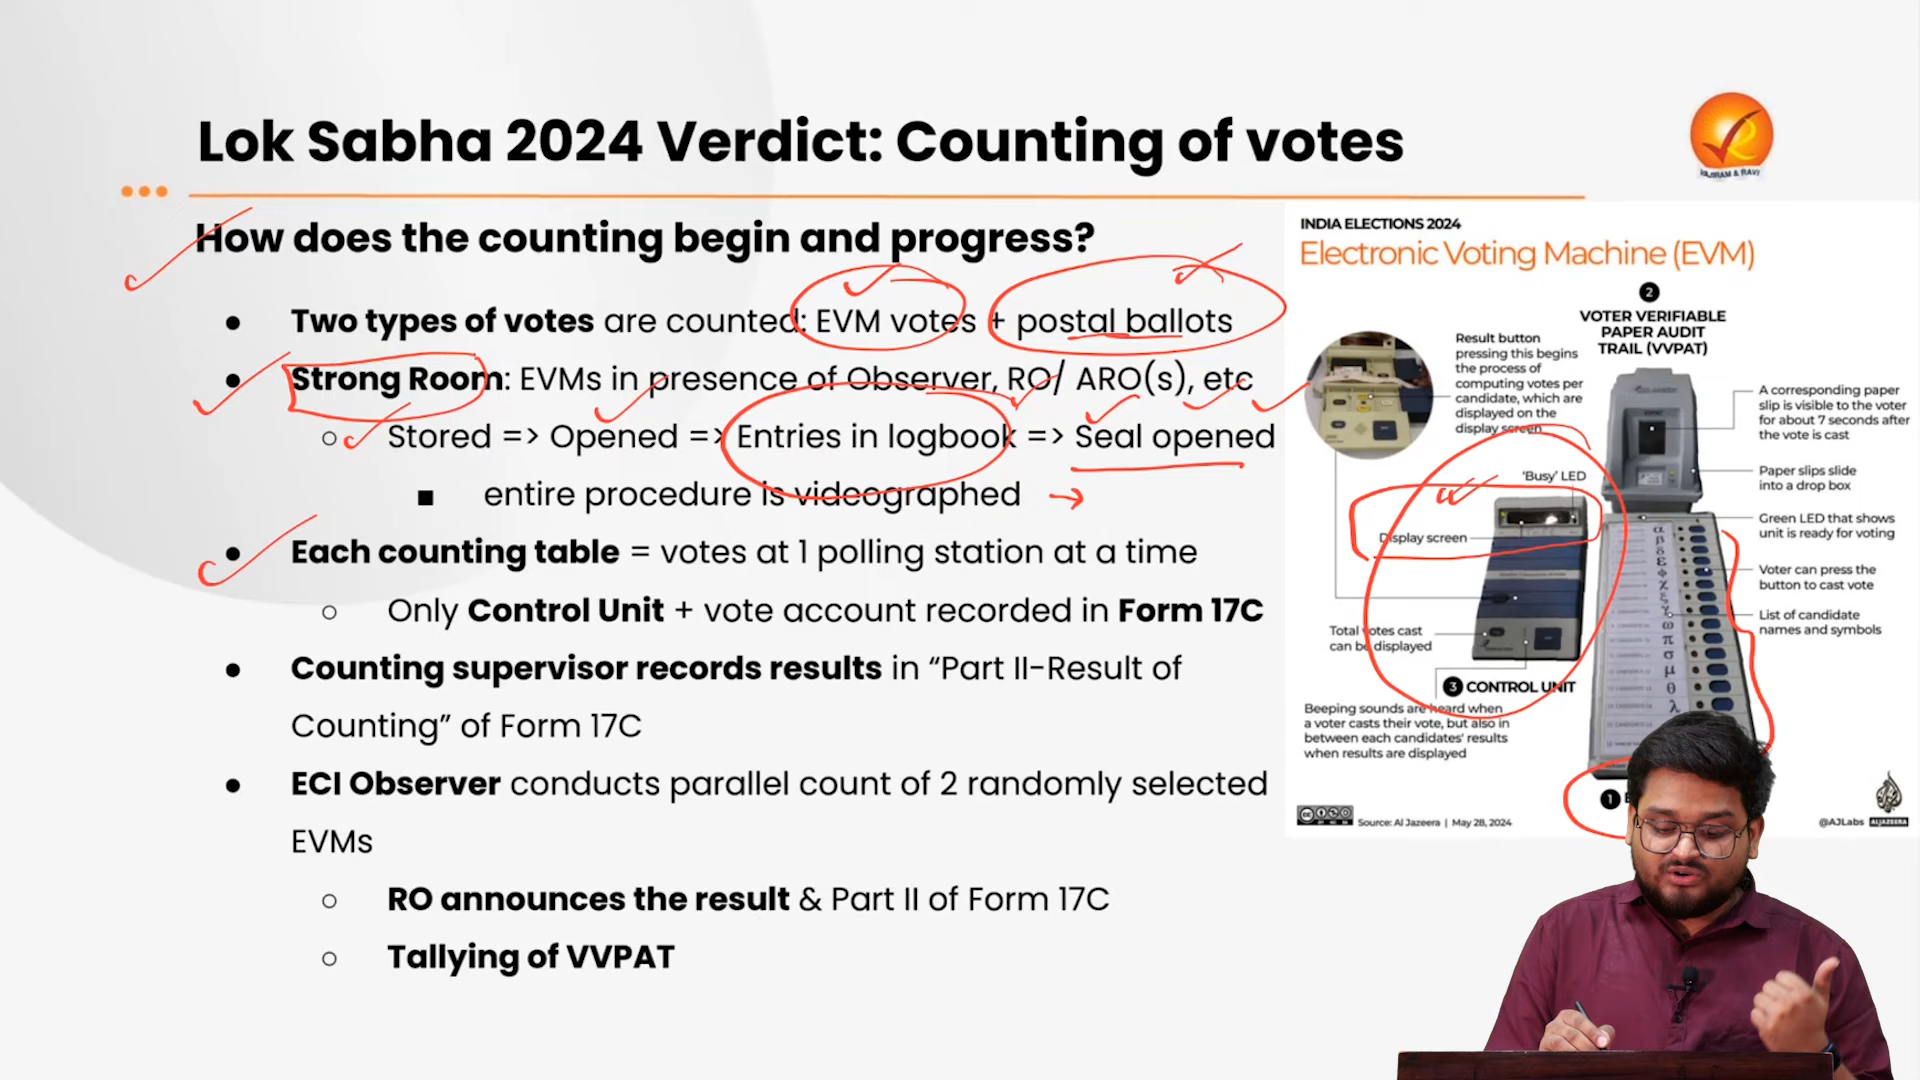 Lok Sabha 2024 Verdict: Counting of votes
VAJIRAM & RAVI
How does the counting begin and progress?
● Two types of votes are counted: EVM votes + postal ballots
● Strong Room: EVMs in presence of Observer, RO/ ARO(s), etc
○ Stored => Opened => Entries in logbook => Seal opened
■ entire procedure is videographed →
● Each counting table = votes at 1 polling station at a time
○ Only Control Unit + vote account recorded in Form 17C
● Counting supervisor records results in “Part II-Result of
Counting” of Form 17C
● ECI Observer conducts parallel count of 2 randomly selected
EVMs
○ RO announces the result & Part II of Form 17C
○ Tallying of VVPAT
INDIA ELECTIONS 2024
Electronic Voting Machine (EVM)
2
VOTER VERIFIABLE
PAPER AUDIT
TRAIL (VVPAT)
Result button
pressing this begins
the process of
computing votes per
candidate, which are
displayed on the
display screen
A corresponding paper
slip is visible to the voter
for about 7 seconds after
the vote is cast
Paper slips slide
into a drop box
Green LED that shows
unit is ready for voting
Voter can press the
button to cast vote
List of candidate
names and symbols
‘Busy’ LED
Display screen
Total votes cast
can be displayed
3 CONTROL UNIT
Beeping sounds are heard when
a voter casts their vote, but also in
between each candidates' results
when results are displayed
1
α
β
δ
ε
φ
χ
ξ
γ
ω
π
σ
μ
θ
λ
Source: Al Jazeera | May 28, 2024
@AJLabs ALJAZEERA